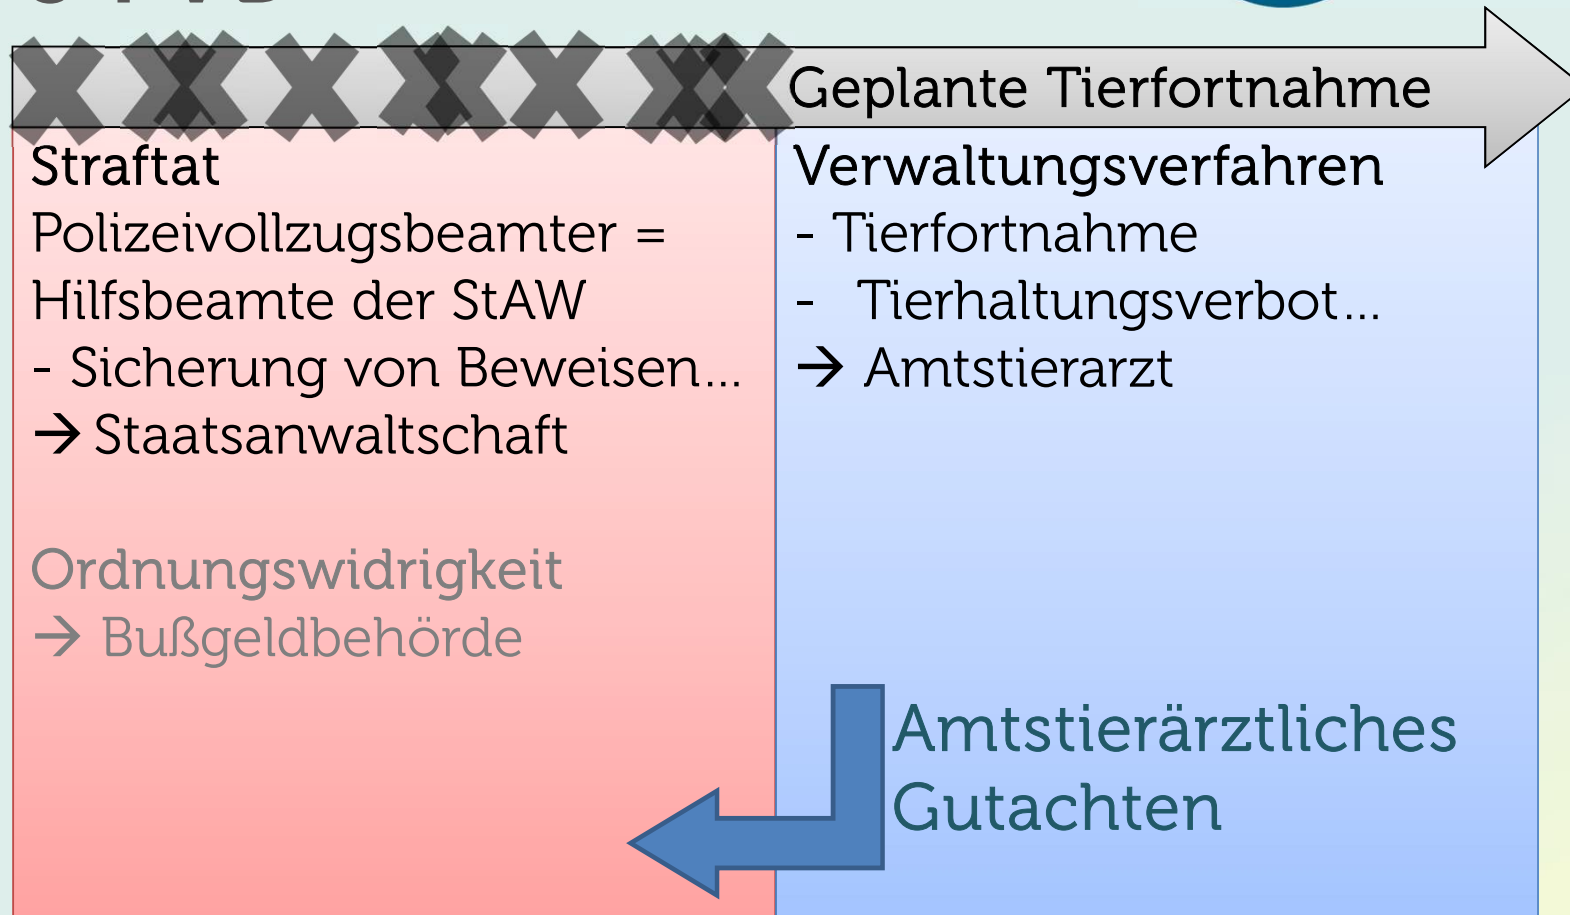 Geplante Tierfortnahme
Straftat
Polizeivollzugsbeamter =
Hilfsbeamte der StAW
- Sicherung von Beweisen...
→ Staatsanwaltschaft
Ordnungswidrigkeit
→ Bußgeldbehörde
Verwaltungsverfahren
- Tierfortnahme
- Tierhaltungsverbot...
→ Amtstierarzt
Amtstierärztliches
Gutachten